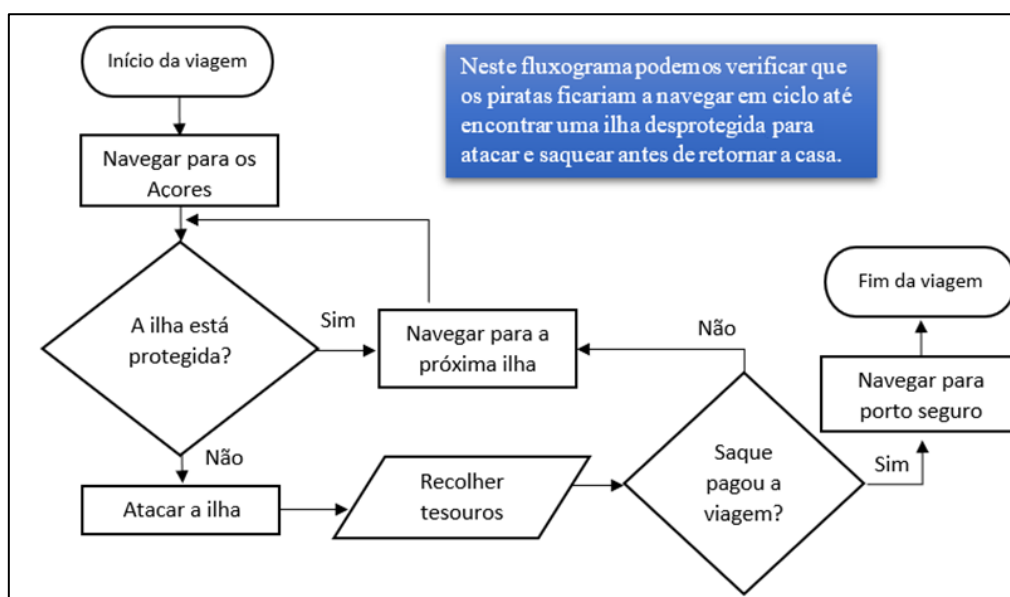 Início da viagem
Neste fluxograma podemos verificar que
os piratas ficariam a navegar em ciclo até
encontrar uma ilha desprotegida para
atacar e saquear antes de retornar a casa.
Navegar para os
Açores
A ilha está
protegida?
Sim
Navegar para a
próxima ilha
Não
Fim da viagem
Navegar para
porto seguro
Não
Atacar a ilha
Recolher
tesouros
Saque
pagou a
viagem?
Sim